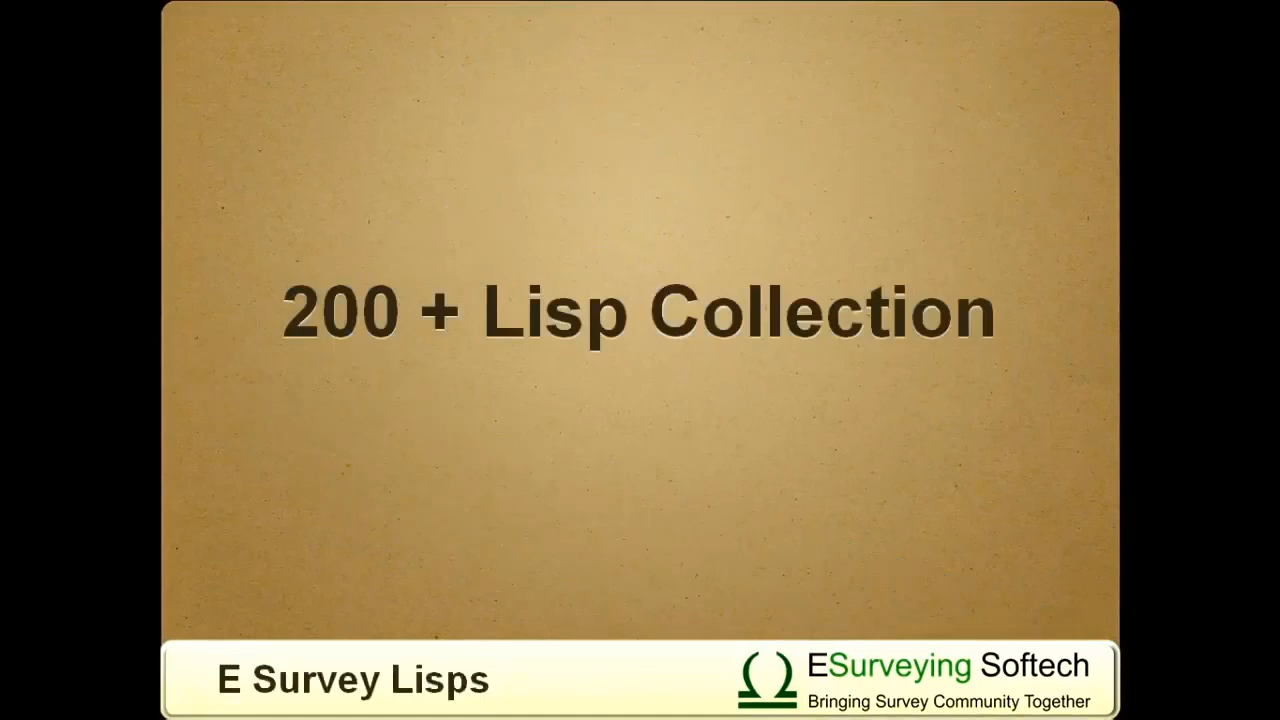 200 + Lisp Collection
E Survey Lisps
ESurveying Softech
Bringing Survey Community Together